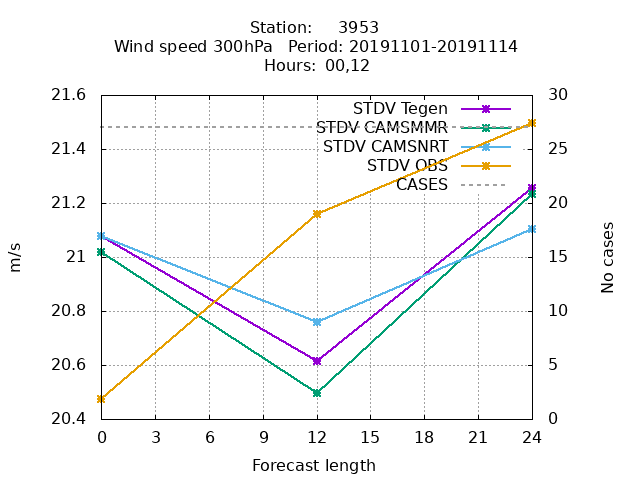 Station: 3953
Wind speed 300hPa Period: 20191101-20191114
Hours: 00,12
21.6
21.4
21.2
21
20.8
20.6
20.4
m/s
STDV Tegen
STDV CAMSMMR
STDV CAMSNRT
STDV OBS
CASES
30
25
20
15
10
5
0
No cases
0 3 6 9 12 15 18 21 24
Forecast length